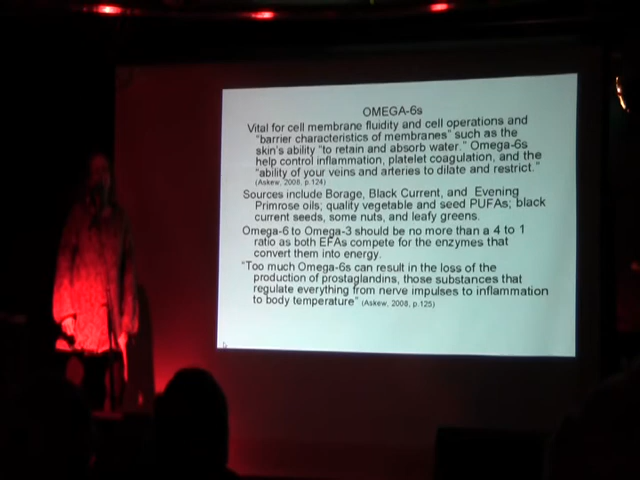 OMEGA-6s
Vital for cell membrane fluidity and cell operations and
"barrier characteristics of membranes" such as the
skin's ability "to retain and absorb water." Omega-6s
help control inflammation, platelet coagulation, and the
"ability of your veins and arteries to dilate and restrict."
(Askew, 2008, p.124)
Sources include Borage, Black Current, and Evening
Primrose oils; quality vegetable and seed PUFAs; black
current seeds, some nuts, and leafy greens.
Omega-6 to Omega-3 should be no more than a 4 to 1
ratio as both EFAs compete for the enzymes that
convert them into energy.
"Too much Omega-6s can result in the loss of the
production of prostaglandins, those substances that
regulate everything from nerve impulses to inflammation
to body temperature" (Askew, 2008, p.125)